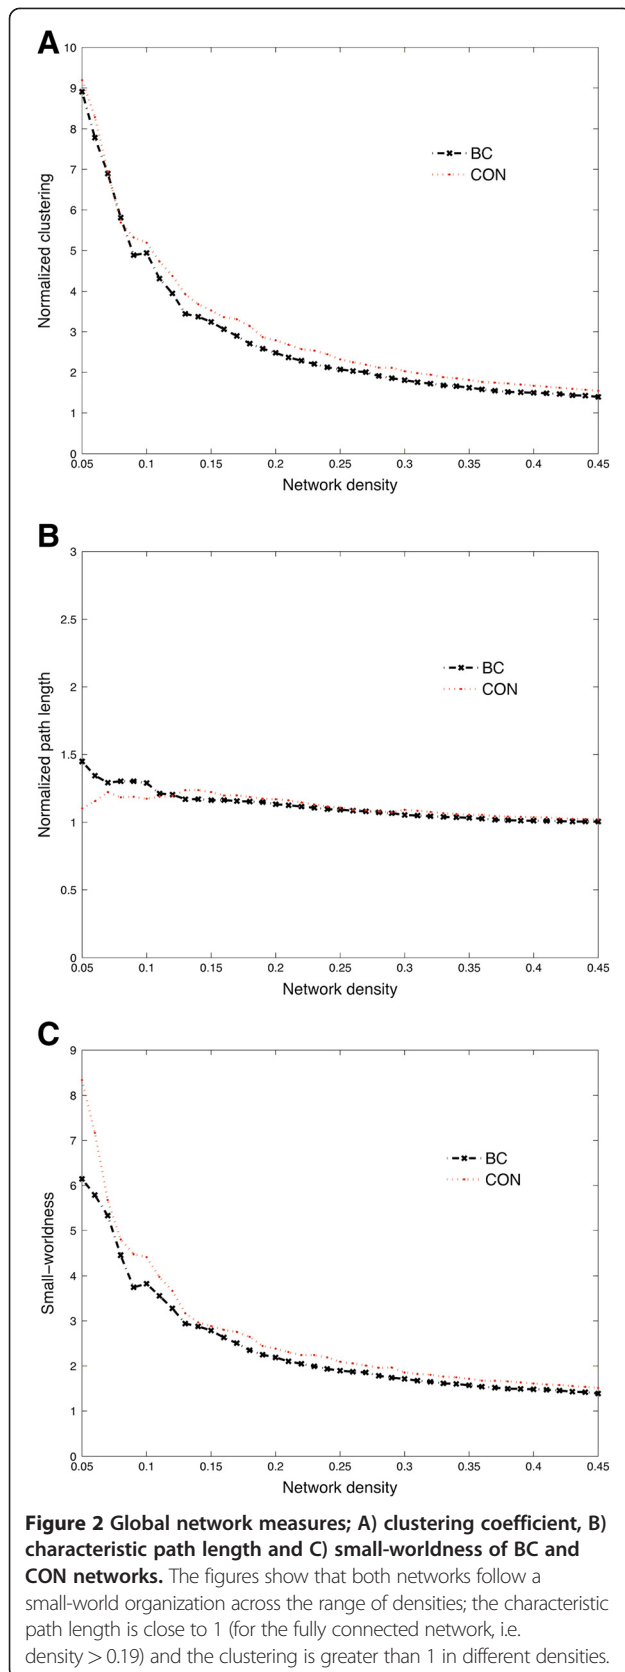 A
10
9
8
7
6
5
4
3
2
1
0
Normalized clustering
BC
CON
0.05 0.1 0.15 0.2 0.25 0.3 0.35 0.4 0.45
Network density
B
3
2.5
2
1.5
1
0.5
0
Normalized path length
BC
CON
0.05 0.1 0.15 0.2 0.25 0.3 0.35 0.4 0.45
Network density
C
9
8
7
6
5
4
3
2
1
0
Small-worldness
BC
CON
0.05 0.1 0.15 0.2 0.25 0.3 0.35 0.4 0.45
Network density
Figure 2 Global network measures; A) clustering coefficient, B)
characteristic path length and C) small-worldness of BC and
CON networks. The figures show that both networks follow a
small-world organization across the range of densities; the characteristic
path length is close to 1 (for the fully connected network, i.e.
density > 0.19) and the clustering is greater than 1 in different densities.